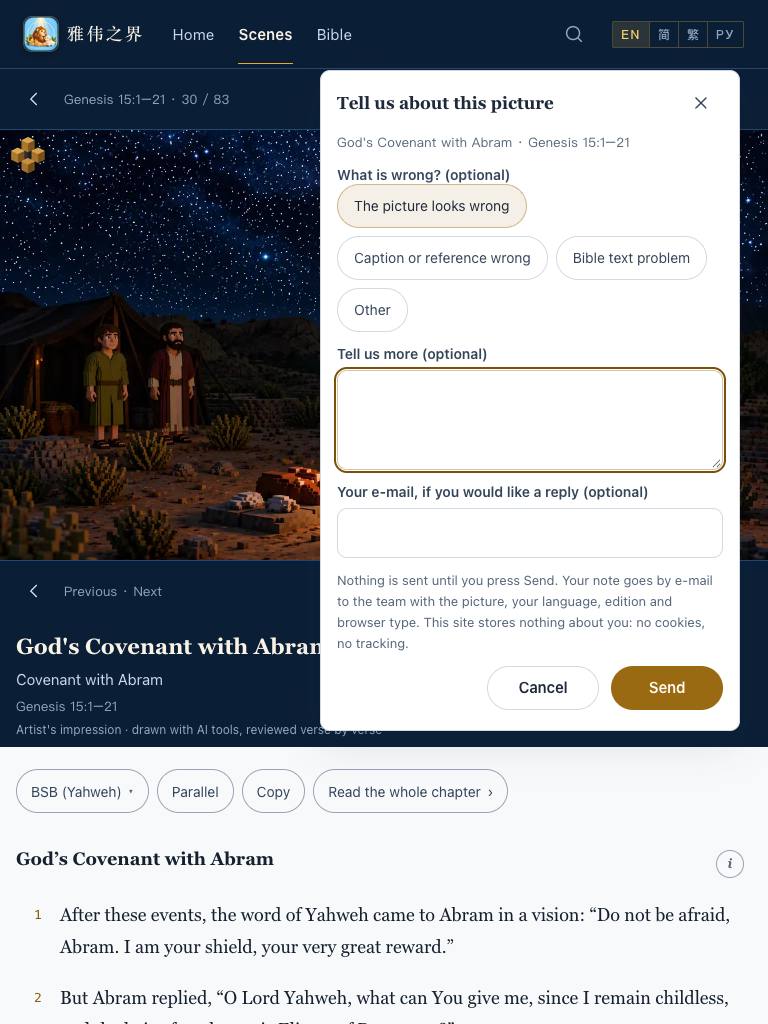 雅伟之界 Home Scenes Bible EN 简 繁 РУ
Genesis 15:1–21 · 30 / 83
Tell us about this picture
God's Covenant with Abram · Genesis 15:1–21
What is wrong? (optional)
The picture looks wrong
Caption or reference wrong
Bible text problem
Other
Tell us more (optional)
Your e-mail, if you would like a reply (optional)
Nothing is sent until you press Send. Your note goes by e-mail
to the team with the picture, your language, edition and
browser type. This site stores nothing about you: no cookies,
no tracking.
Cancel
Send
Previous · Next
God's Covenant with Abram
Covenant with Abram
Genesis 15:1–21
Artist's impression · drawn with AI tools, reviewed verse by verse
BSB (Yahweh)
Parallel
Copy
Read the whole chapter ›
God’s Covenant with Abram
i
1 After these events, the word of Yahweh came to Abram in a vision: “Do not be afraid,
Abram. I am your shield, your very great reward.”
2 But Abram replied, “O Lord Yahweh, what can You give me, since I remain childless,